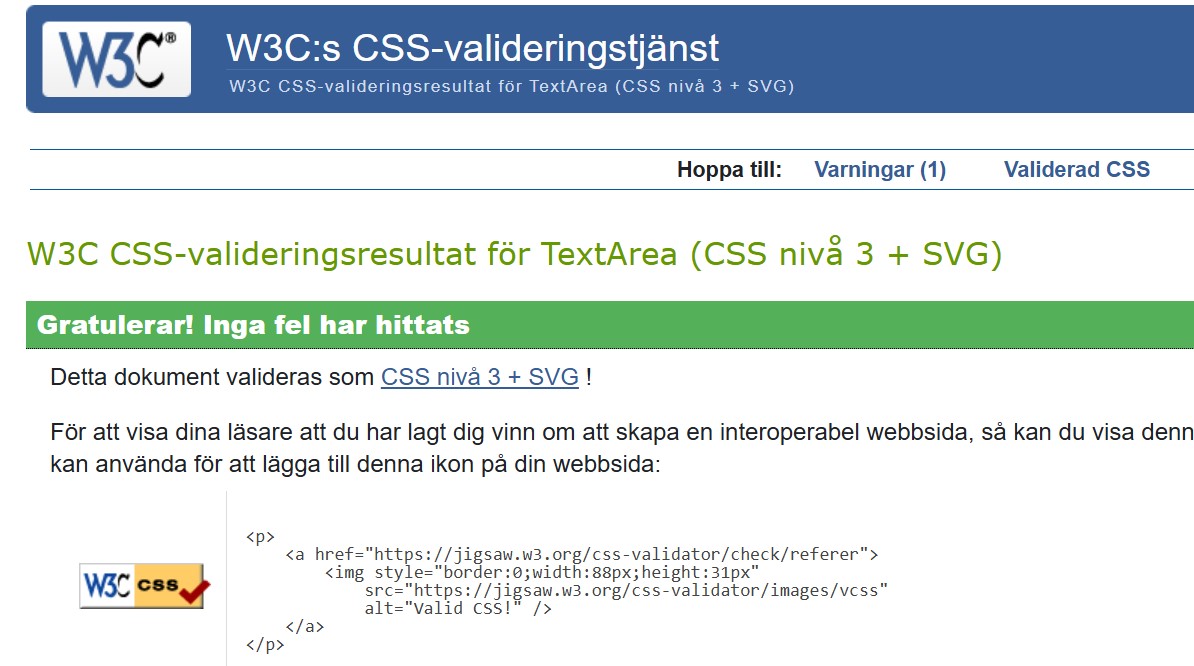 W3C®
W3C:s CSS-valideringstjänst
W3C CSS-valideringsresultat för TextArea (CSS nivå 3 + SVG)
Hoppa till: Varningar (1) Validerad CSS
W3C CSS-valideringsresultat för TextArea (CSS nivå 3 + SVG)
Gratulerar! Inga fel har hittats
Detta dokument valideras som CSS nivå 3 + SVG !
För att visa dina läsare att du har lagt dig vinn om att skapa en interoperabel webbsida, så kan du visa
kan använda för att lägga till denna ikon på din webbsida:
W3C css
<p>
    <a href="https://jigsaw.w3.org/css-validator/check/referer">
        <img style="border:0;width:88px;height:31px"
            src="https://jigsaw.w3.org/css-validator/images/vcss"
            alt="Valid CSS!" />
    </a>
</p>